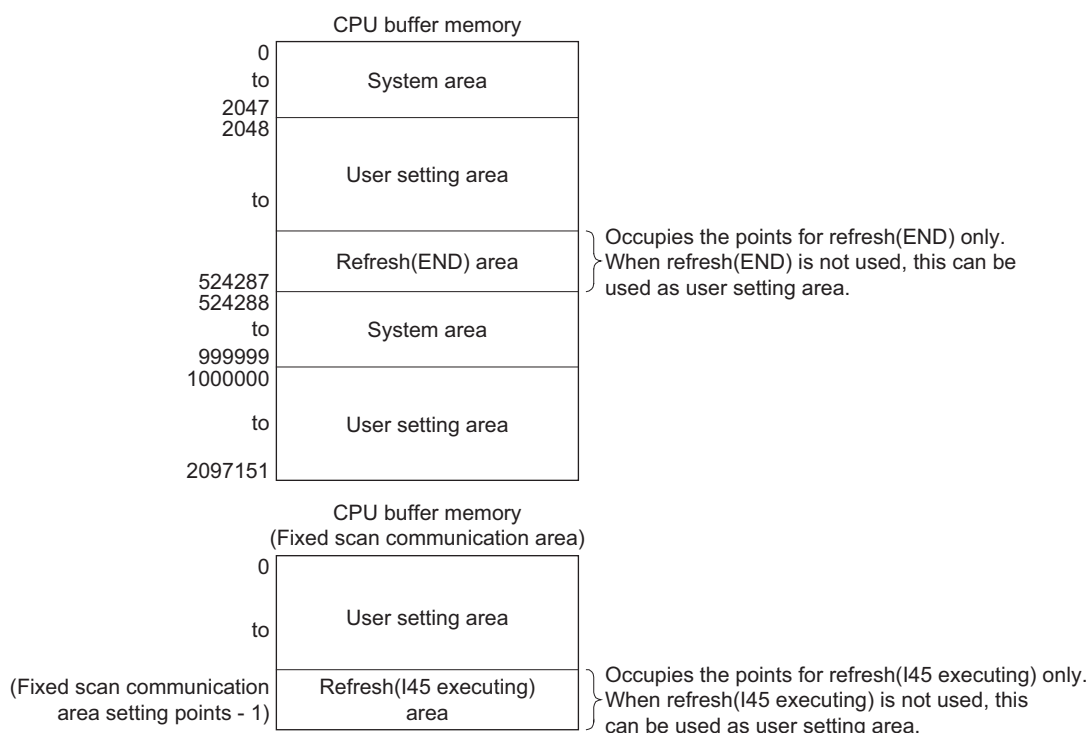 CPU buffer memory
0
to
2047
System area
2048
to
User setting area
Refresh(END) area
524287
Occupies the points for refresh(END) only.
When refresh(END) is not used, this can be
used as user setting area.
524288
to
999999
System area
1000000
to
2097151
User setting area
CPU buffer memory
(Fixed scan communication area)
0
to
User setting area
(Fixed scan communication
area setting points - 1)
Refresh(I45 executing)
area
Occupies the points for refresh(I45 executing) only.
When refresh(I45 executing) is not used, this
can be used as user setting area.